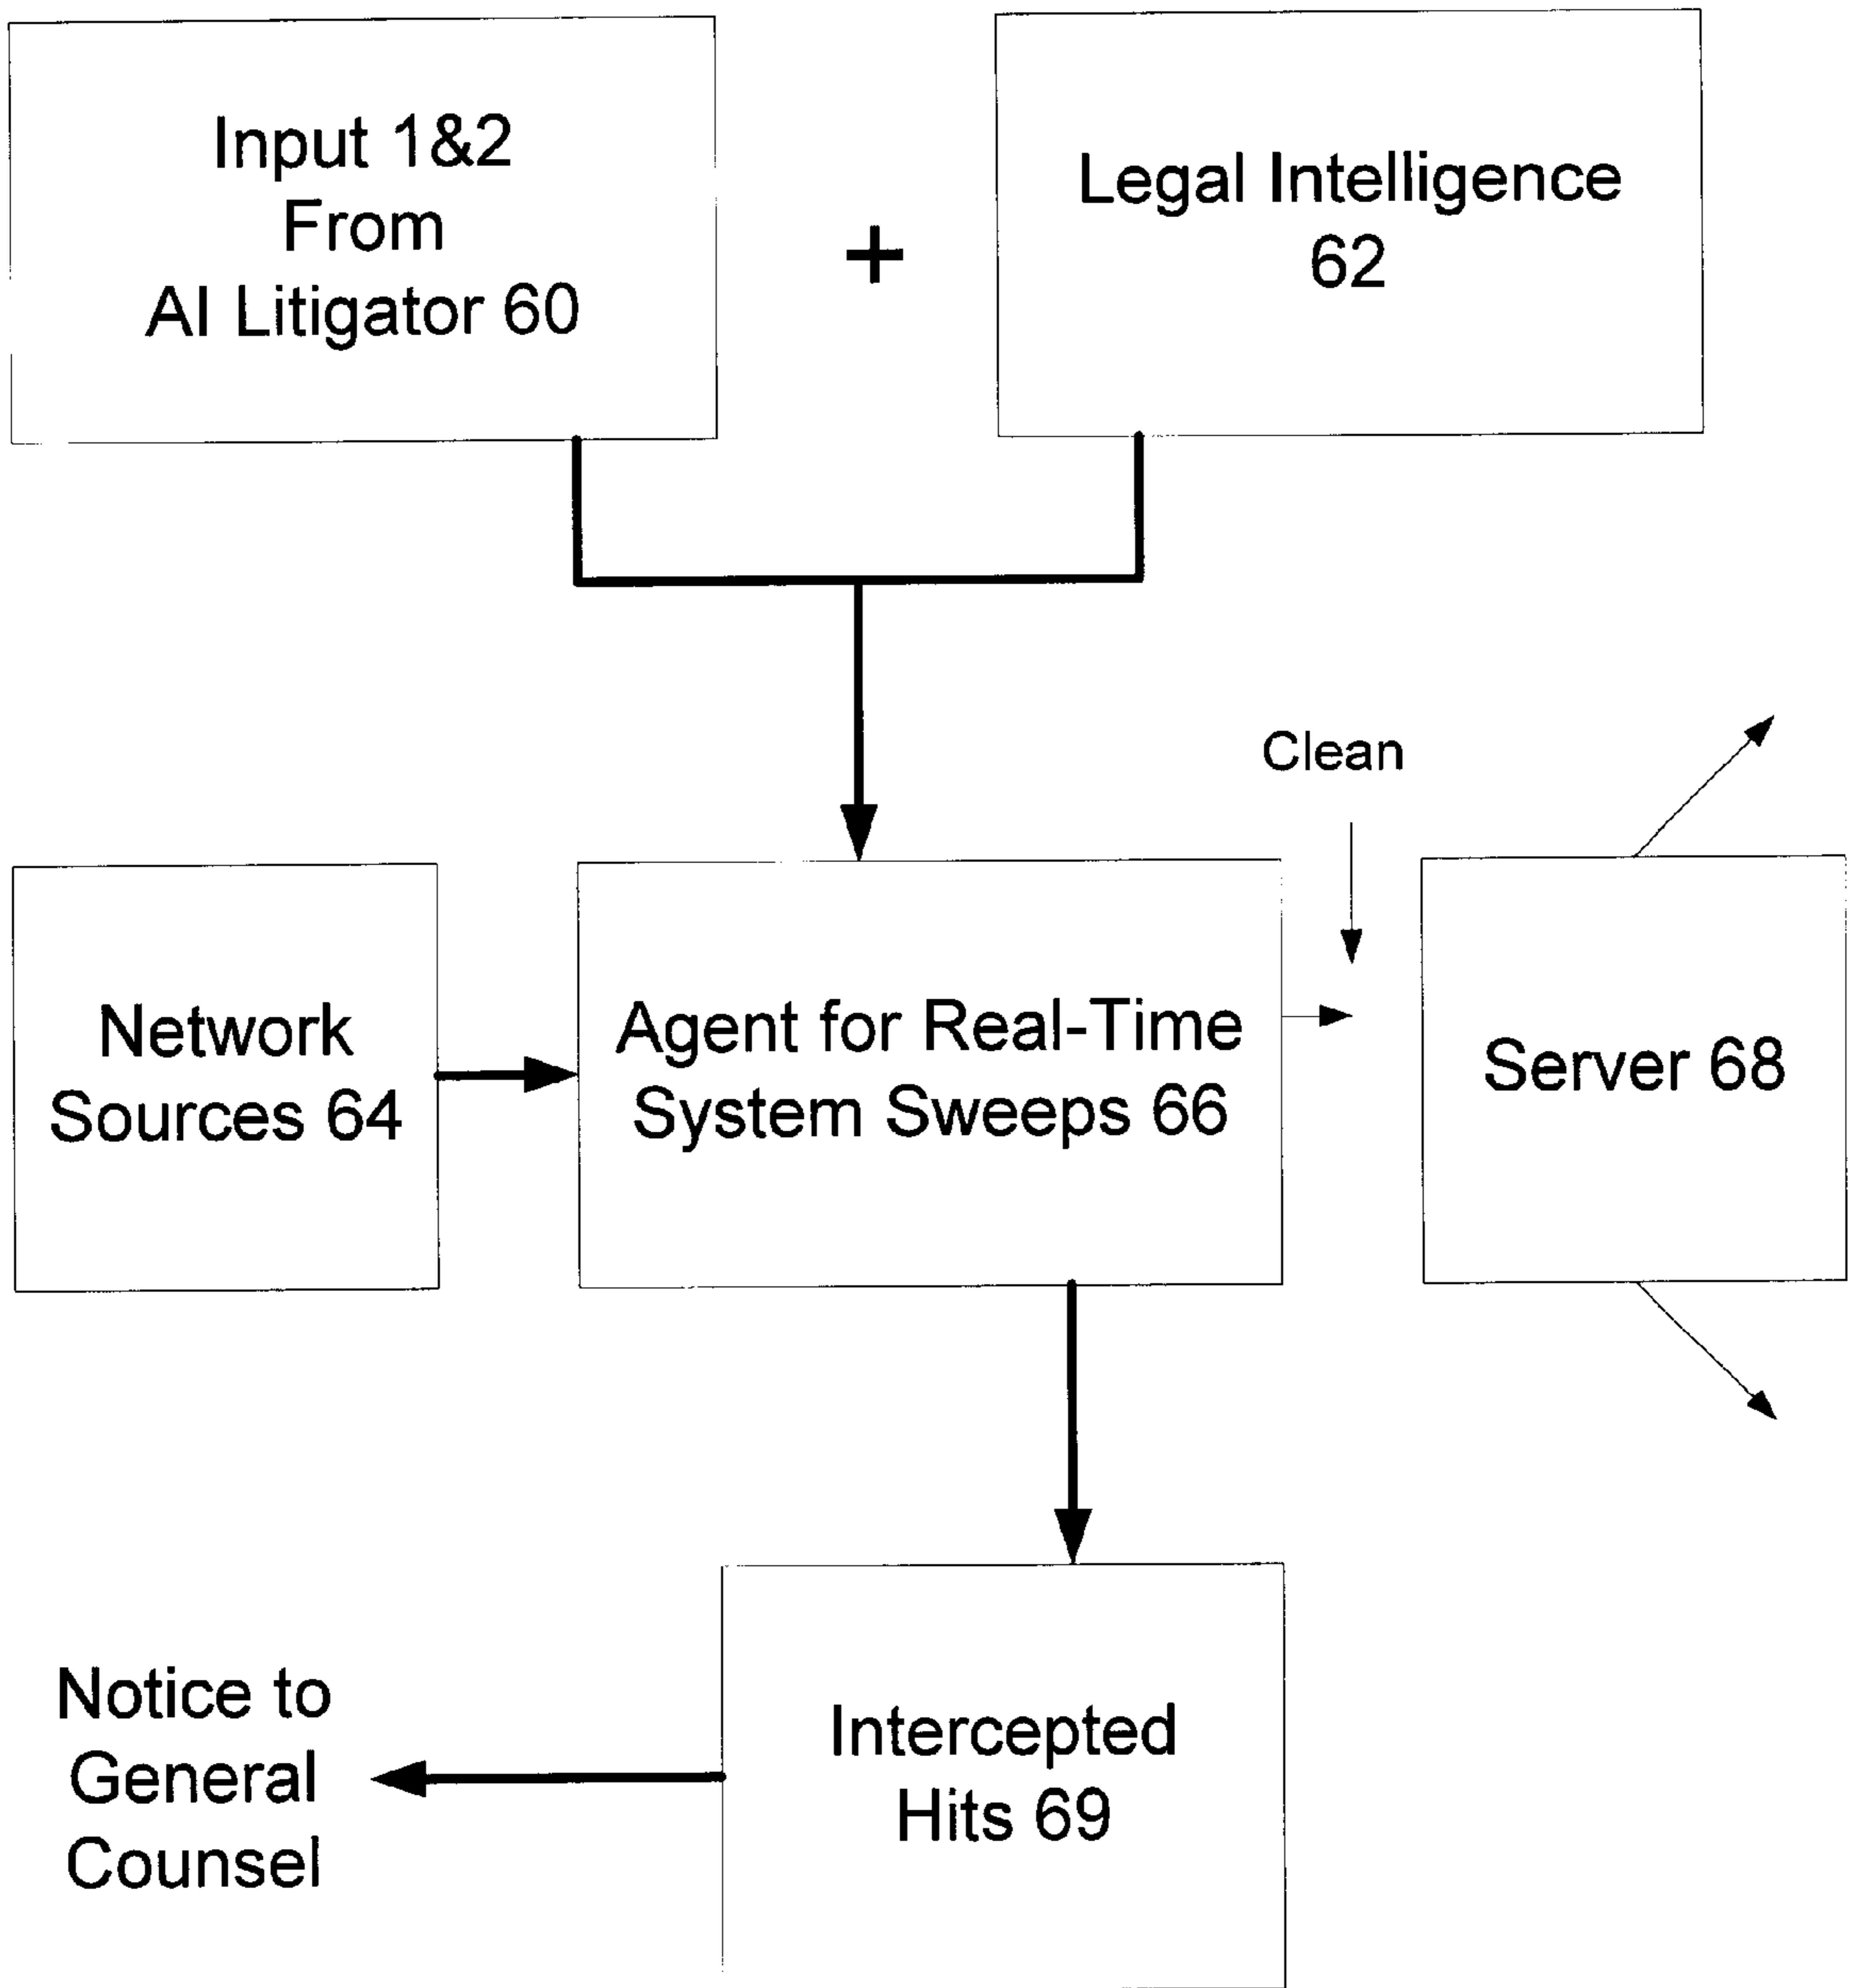 Input 1&2
From
AI Litigator 60
+
Legal Intelligence
62
Clean
Network
Sources 64
Agent for Real-Time
System Sweeps 66
Server 68
Notice to
General
Counsel
Intercepted
Hits 69